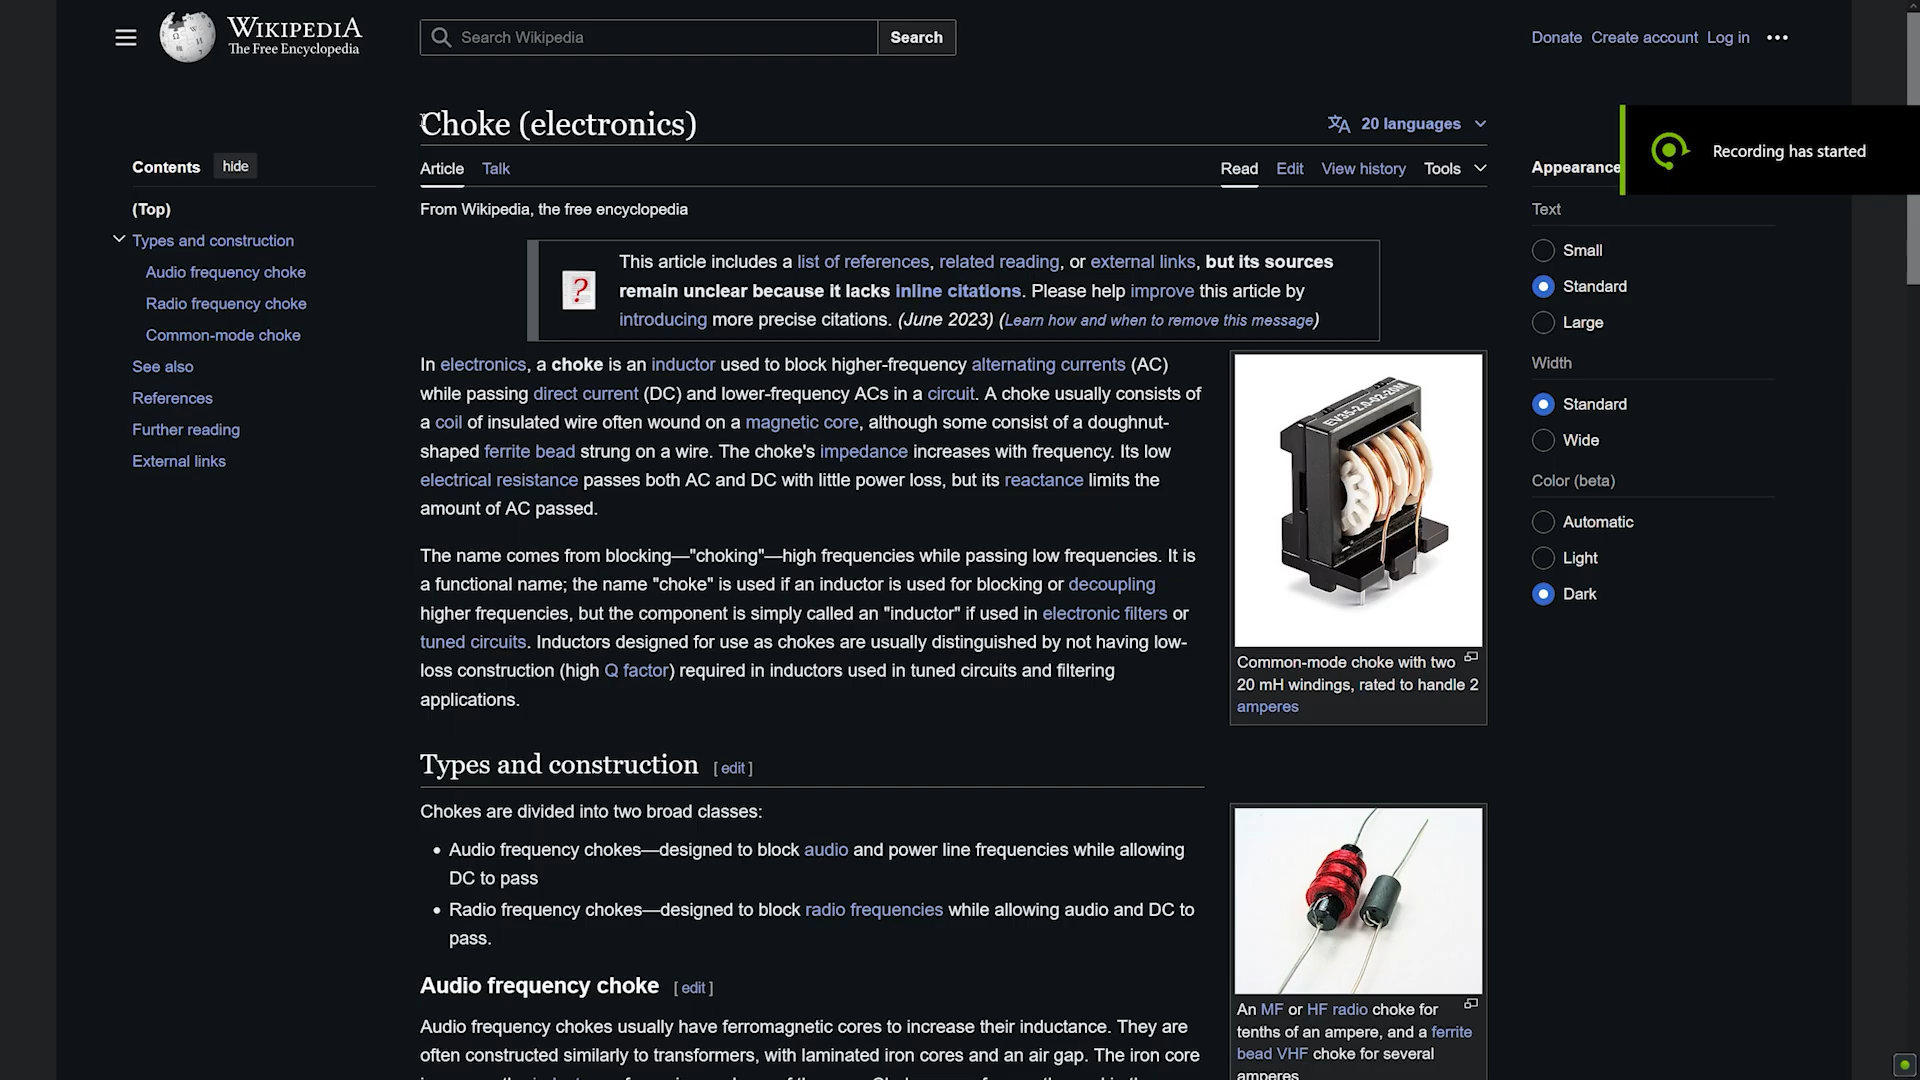 WIKIPEDIA
The Free Encyclopedia
Search Wikipedia
Search
Donate Create account Log in
Choke (electronics)
20 languages
Recording has started
Contents hide
Article Talk
Read Edit View history Tools
Appearance
(Top)
Types and construction
Audio frequency choke
Radio frequency choke
Common-mode choke
See also
References
Further reading
External links
From Wikipedia, the free encyclopedia
This article includes a list of references, related reading, or external links, but its sources
remain unclear because it lacks inline citations. Please help improve this article by
introducing more precise citations. (June 2023) (Learn how and when to remove this message)
In electronics, a choke is an inductor used to block higher-frequency alternating currents (AC)
while passing direct current (DC) and lower-frequency ACs in a circuit. A choke usually consists of
a coil of insulated wire often wound on a magnetic core, although some consist of a doughnut-
shaped ferrite bead strung on a wire. The choke's impedance increases with frequency. Its low
electrical resistance passes both AC and DC with little power loss, but its reactance limits the
amount of AC passed.
The name comes from blocking—"choking"—high frequencies while passing low frequencies. It is
a functional name; the name "choke" is used if an inductor is used for blocking or decoupling
higher frequencies, but the component is simply called an "inductor" if used in electronic filters or
tuned circuits. Inductors designed for use as chokes are usually distinguished by not having low-
loss construction (high Q factor) required in inductors used in tuned circuits and filtering
applications.
EV35-2.0-02-20M
Common-mode choke with two
20 mH windings, rated to handle 2
amperes
Types and construction [ edit ]
Chokes are divided into two broad classes:
• Audio frequency chokes—designed to block audio and power line frequencies while allowing
DC to pass
• Radio frequency chokes—designed to block radio frequencies while allowing audio and DC to
pass.
Audio frequency choke [ edit ]
Audio frequency chokes usually have ferromagnetic cores to increase their inductance. They are
often constructed similarly to transformers, with laminated iron cores and an air gap. The iron core
An MF or HF radio choke for
tenths of an ampere, and a ferrite
bead VHF choke for several
amperes
Text
Small
Standard
Large
Width
Standard
Wide
Color (beta)
Automatic
Light
Dark